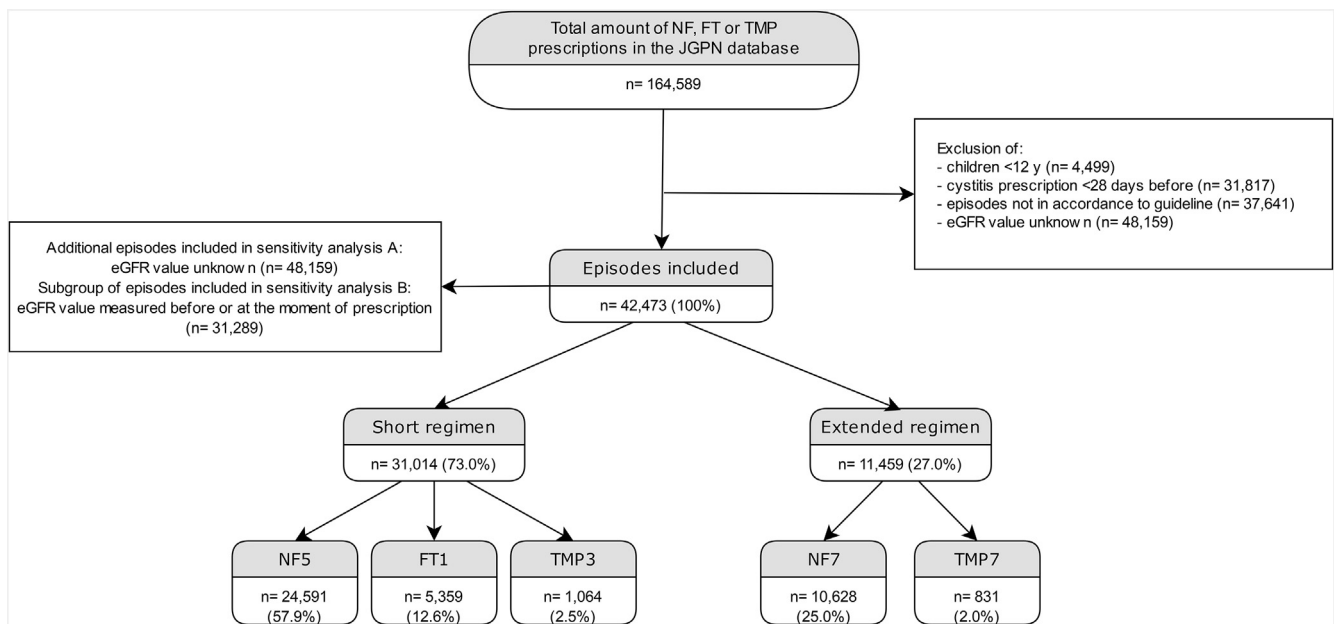 Total amount of NF, FT or TMP
prescriptions in the JGPN database
n= 164,589
Exclusion of:
- children <12 y (n= 4,499)
- cystitis prescription <28 days before (n= 31,817)
- episodes not in accordance to guideline (n= 37,641)
- eGFR value unknown (n= 48,159)
Additional episodes included in sensitivity analysis A:
eGFR value unknown (n= 48,159)
Subgroup of episodes included in sensitivity analysis B:
eGFR value measured before or at the moment of prescription
(n= 31,289)
Episodes included
n= 42,473 (100%)
Short regimen
n= 31,014 (73.0%)
Extended regimen
n= 11,459 (27.0%)
NF5
n= 24,591
(57.9%)
FT1
n= 5,359
(12.6%)
TMP3
n= 1,064
(2.5%)
NF7
n= 10,628
(25.0%)
TMP7
n= 831
(2.0%)